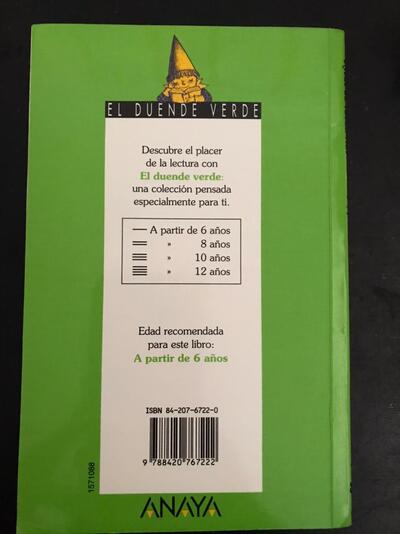 EL DUENDE VERDE
Descubre el placer
de la lectura con
El duende verde:
una colección pensada
especialmente para ti.
A partir de 6 años
» 8 años
» 10 años
» 12 años
Edad recomendada
para este libro:
A partir de 6 años
ISBN 84-207-6722-0
9 788420 767222
1571068
ANAYA